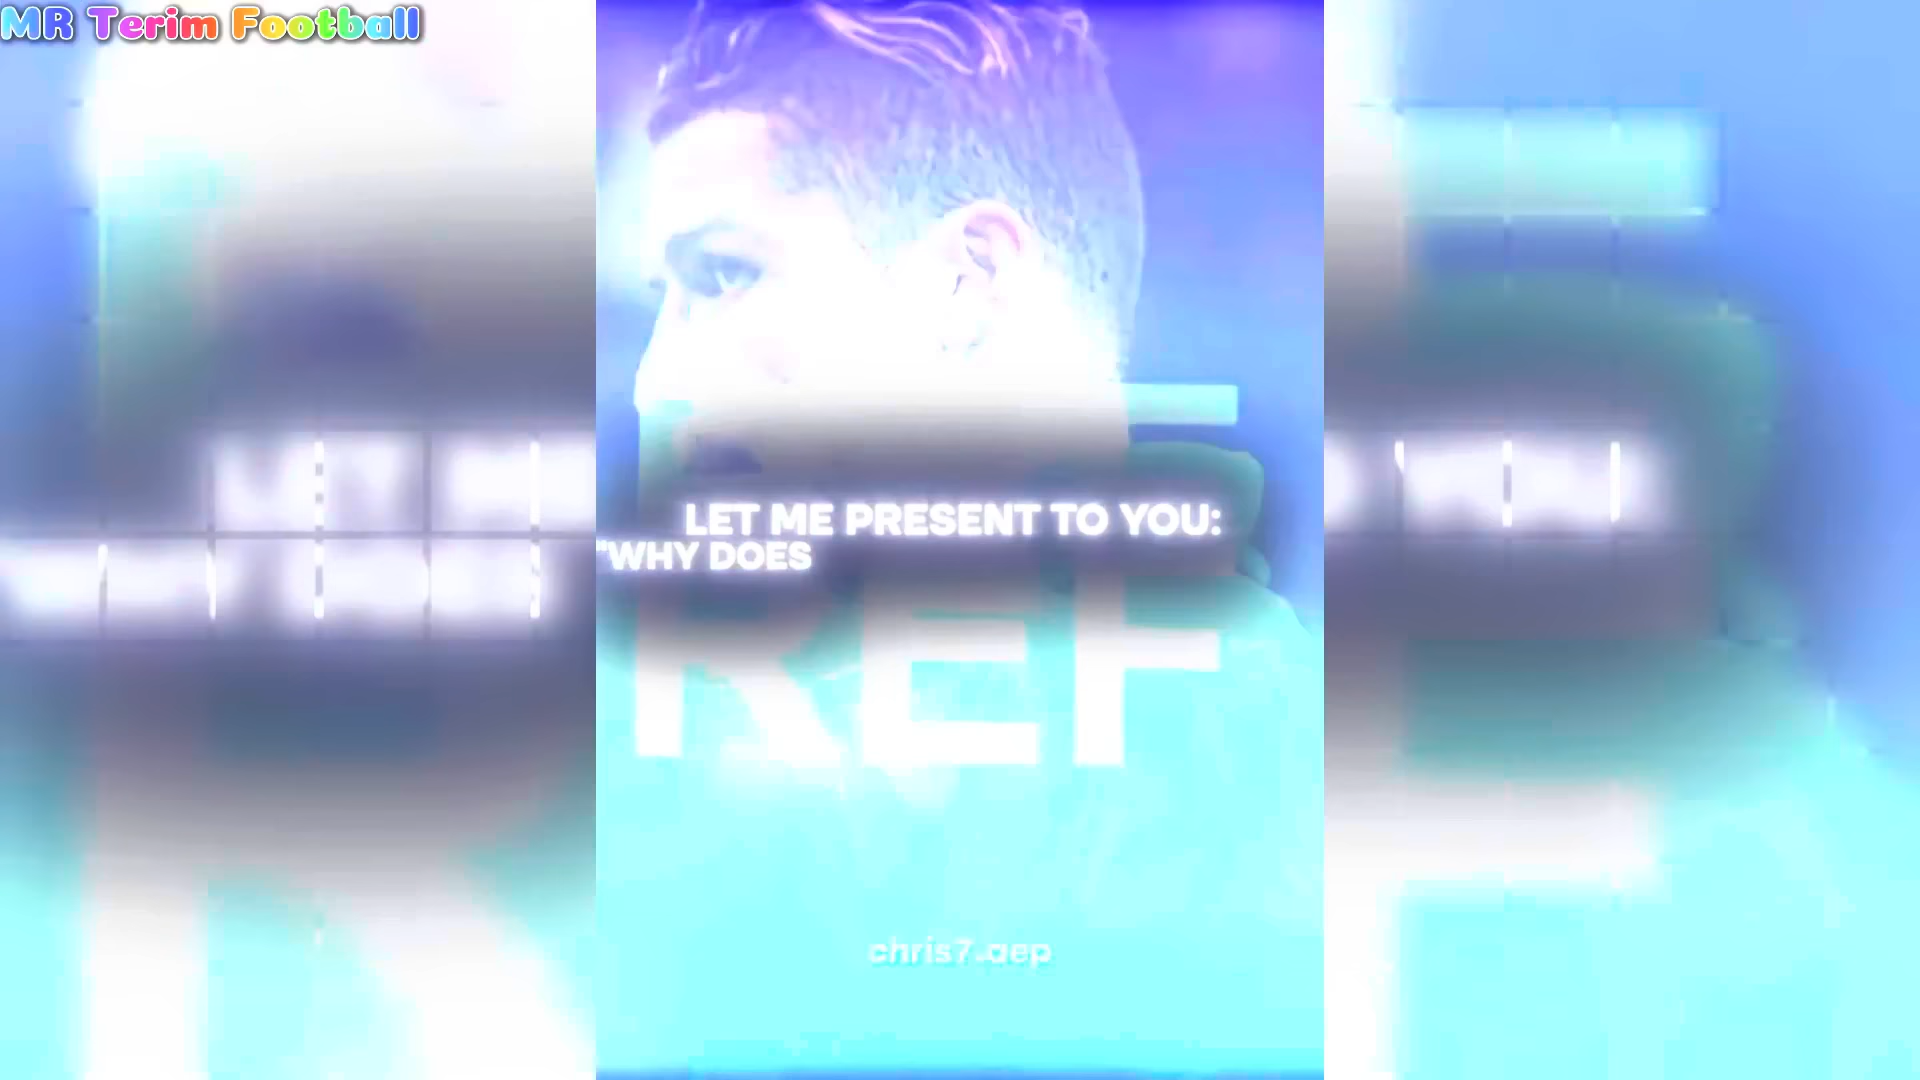 MR Terim Football
LET ME PRESENT TO YOU:
"WHY DOES
REF
chris7.aep